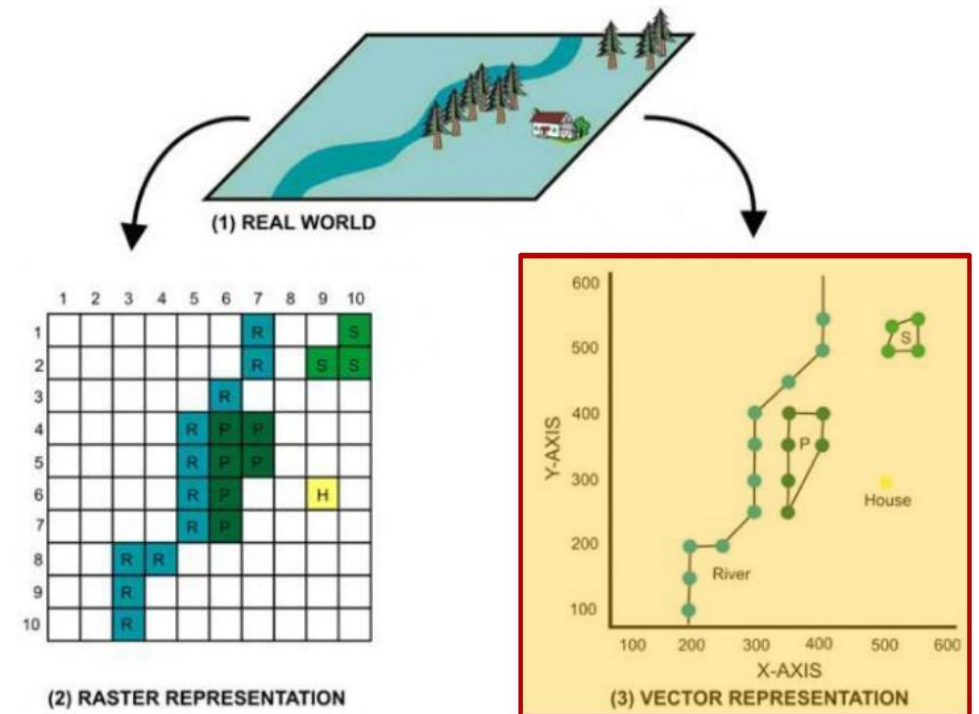 (1) REAL WORLD
1 2 3 4 5 6 7 8 9 10
1 R S
2 R S S
3 R
4 R P P
5 R P P
6 R P H
7 R P
8 R R
9 R
10 R
(2) RASTER REPRESENTATION
600
500 S
400
P
300
House
200
River
100
Y-AXIS
100 200 300 400 500 600
X-AXIS
(3) VECTOR REPRESENTATION